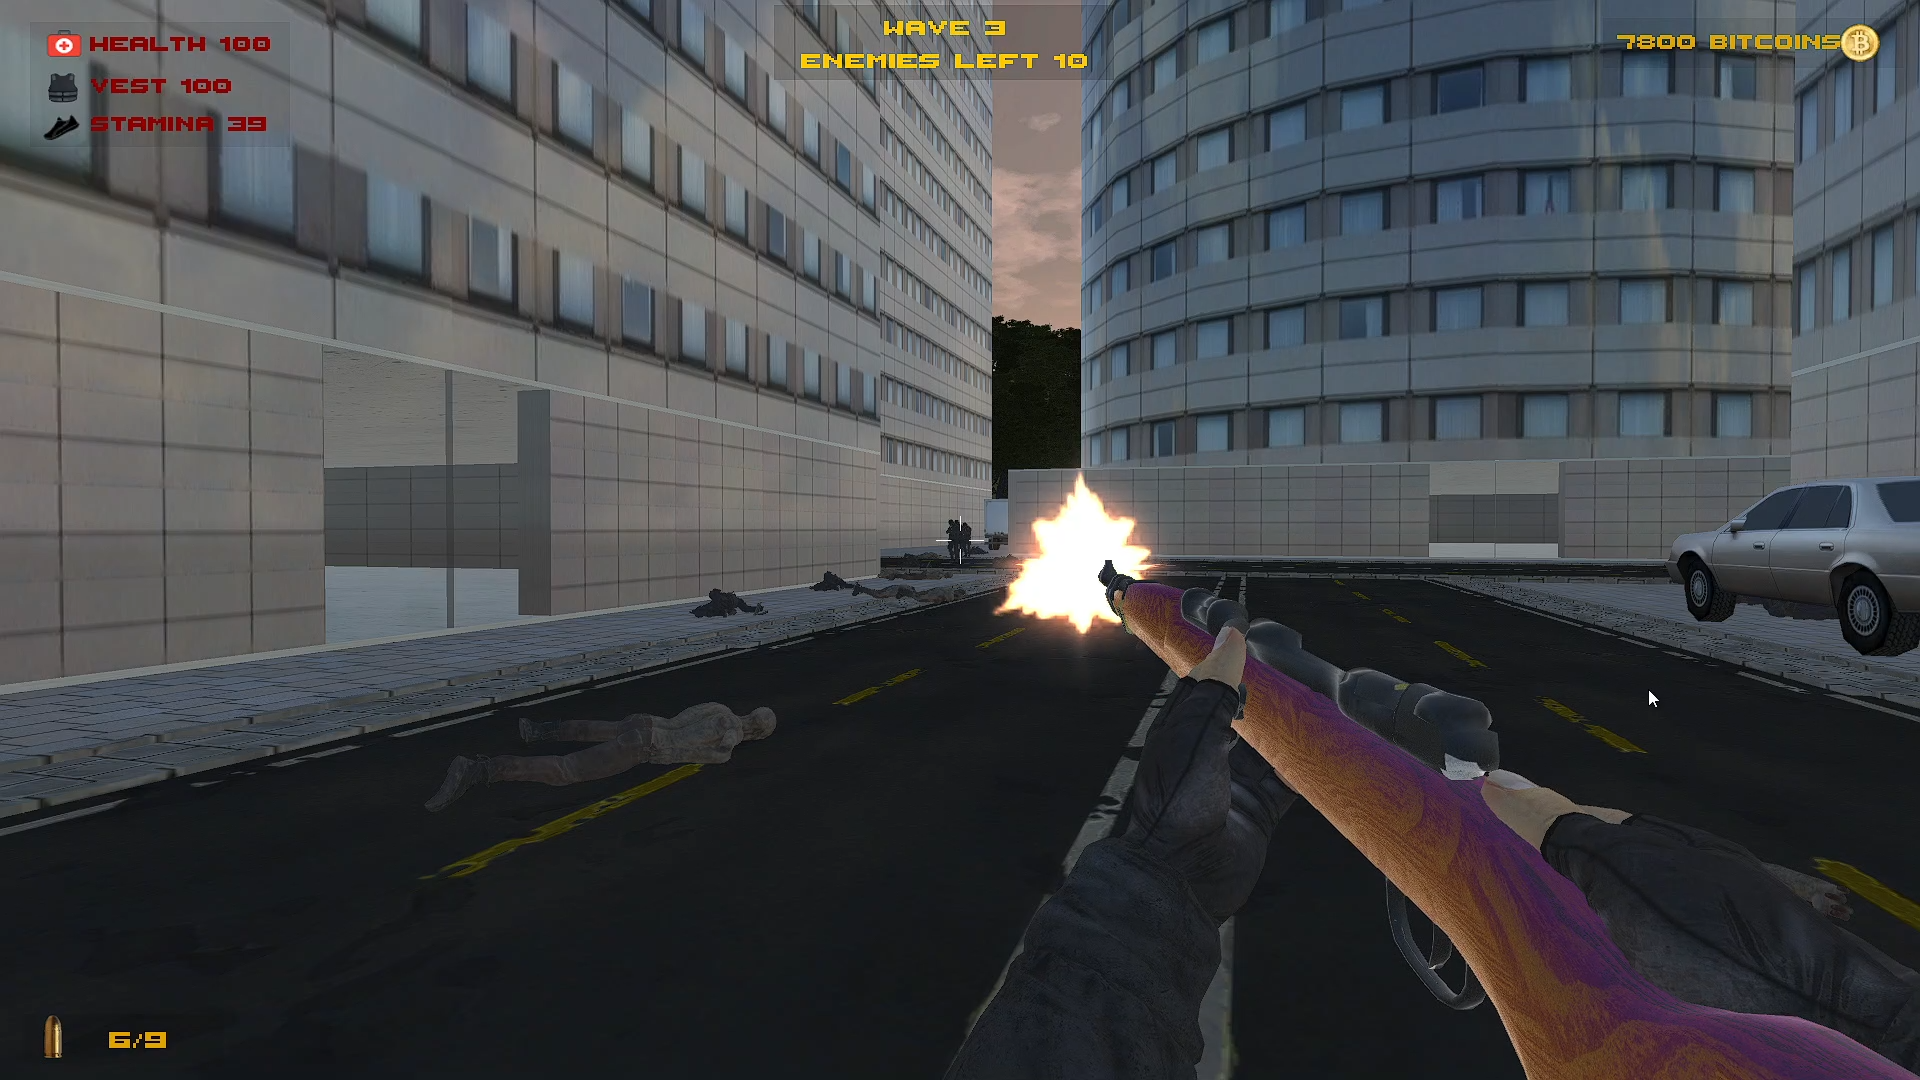 HEALTH 100
VEST 100
STAMINA 39
WAVE 3
ENEMIES LEFT 10
7800 BITCOINS
6/9